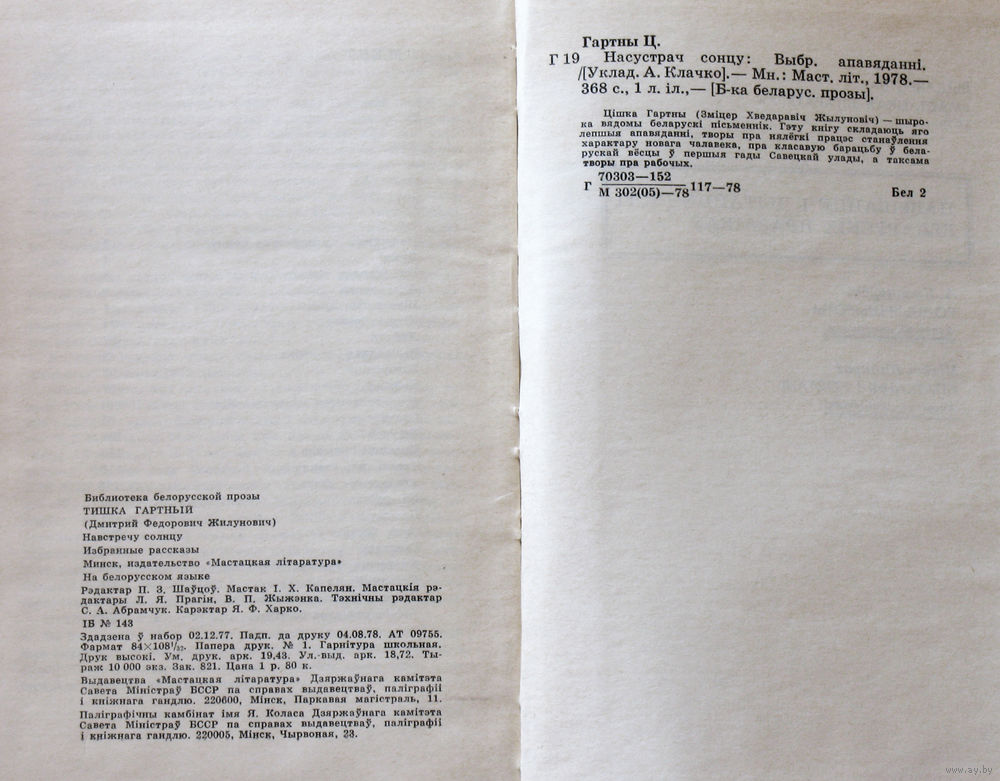 Библиотека белорусской прозы
ТИШКА ГАРТНЫЙ
(Дмитрий Федорович Жилунович)
Навстречу солнцу
Избранные рассказы
Минск, издательство «Мастацкая літаратура»
На белорусском языке
Рэдактар П. З. Шаўцоў. Мастак І. Х. Капелян. Мастацкія рэ-
дактары Л. Я. Прагін, В. П. Жыжэнка. Тэхнічны рэдактар
С. А. Абрамчук. Карэктар Я. Ф. Харко.
ІБ № 143
Здадзена ў набор 02.12.77. Падп. да друку 04.08.78. АТ 09755.
Фармат 84×108¹/₃₂. Папера друк. № 1. Гарнітура школьная.
Друк высокі. Ум. друк. арк. 19,43. Ул.-выд. арк. 18,72. Ты-
раж 10 000 экз. Зак. 821. Цана 1 р. 80 к.
Выдавецтва «Мастацкая літаратура» Дзяржаўнага камітэта
Савета Міністраў БССР па справах выдавецтваў, паліграфіі
і кніжнага гандлю. 220600, Мінск, Паркавая магістраль, 11.
Паліграфічны камбінат імя Я. Коласа Дзяржаўнага камітэта
Савета Міністраў БССР па справах выдавецтваў, паліграфіі
і кніжнага гандлю. 220005, Мінск, Чырвоная, 23.
Гартны Ц.
Г 19 Насустрач сонцу: Выбр. апавяданні.
/[Уклад. А. Клачко].— Мн.: Маст. літ., 1978.—
368 с., 1 л. іл.,— [Б-ка беларус. прозы].
Цішка Гартны (Зміцер Хведаравіч Жылуновіч) — шыро-
ка вядомы беларускі пісьменнік. Гэту кнігу складаюць яго
лепшыя апавяданні, творы пра нялёгкі працэс станаўлення
характару новага чалавека, пра класавую барацьбу ў бела-
рускай вёсцы ў першыя гады Савецкай улады, а таксама
творы пра рабочых.
70303—152
Г 117—78 Бел 2
М 302(05)—78
www.ay.by